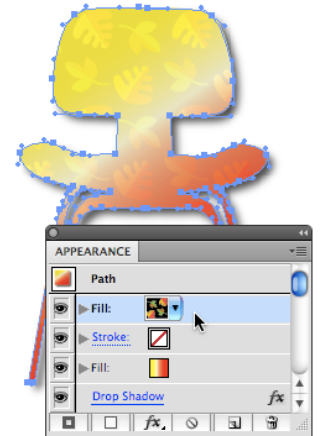 APPEARANCE
Path
Fill:
Stroke:
Fill:
Drop Shadow fx
fx